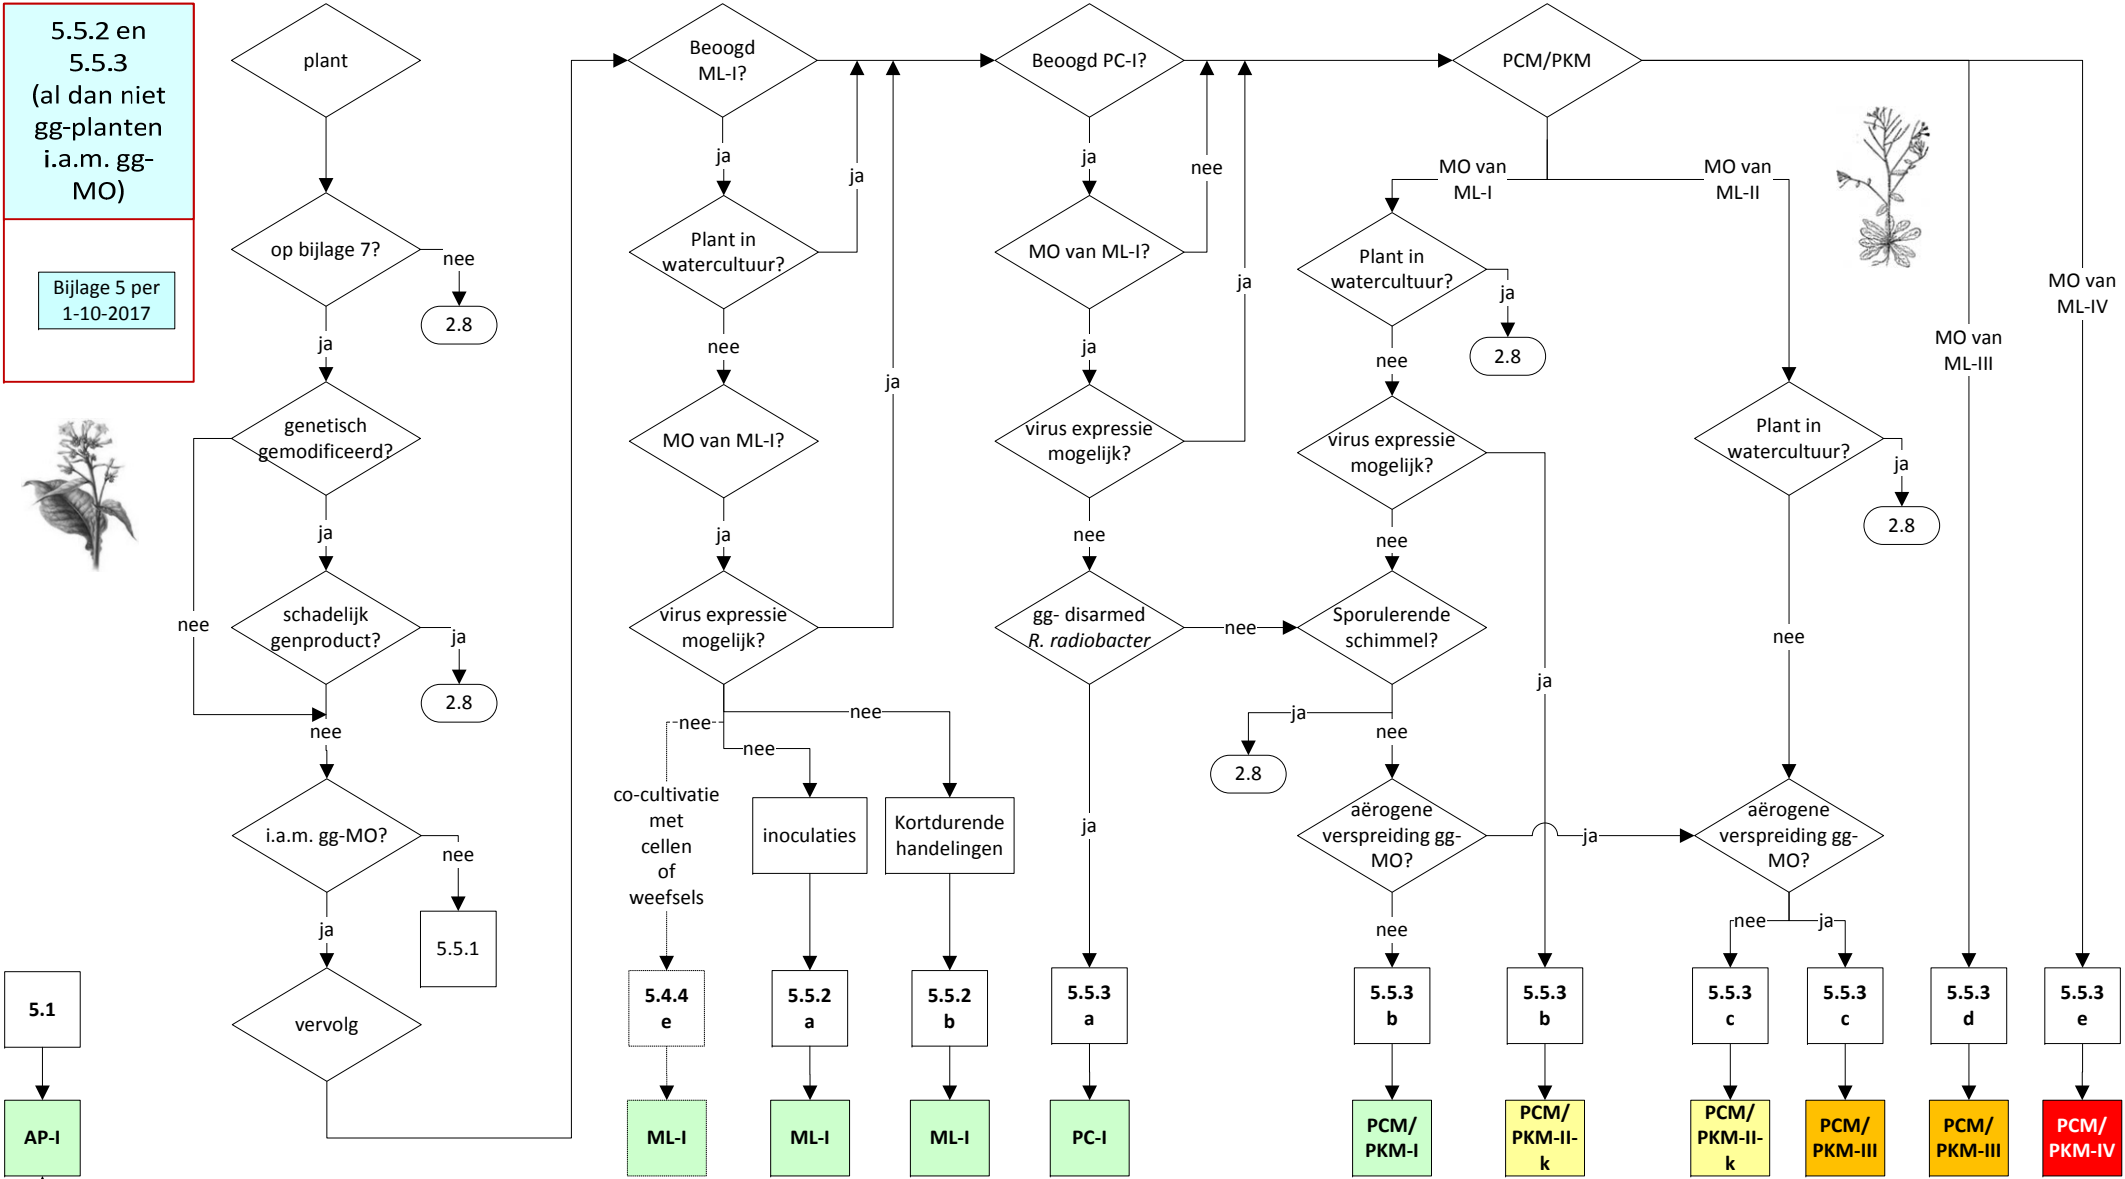 5.5.2 en
5.5.3
(al dan niet
gg-planten
i.a.m. gg-
MO)
Bijlage 5 per
1-10-2017
plant
op bijlage 7?
nee
2.8
ja
genetisch
gemodificeerd?
nee
ja
schadelijk
genproduct?
ja
2.8
nee
i.a.m. gg-MO?
nee
5.5.1
ja
vervolg
5.1
AP-I
Beoogd
ML-I?
ja
Plant in
watercultuur?
ja
nee
MO van ML-I?
ja
virus expressie
mogelijk?
ja
nee
nee
nee
co-cultivatie
met
cellen
of
weefsels
inoculaties
Kortdurende
handelingen
5.4.4
e
5.5.2
a
5.5.2
b
ML-I
ML-I
ML-I
Beoogd PC-I?
ja
MO van ML-I?
nee
ja
virus expressie
mogelijk?
ja
nee
gg- disarmed
R. radiobacter
nee
ja
5.5.3
a
PC-I
PCM/PKM
MO van
ML-I
MO van
ML-II
MO van
ML-III
MO van
ML-IV
Plant in
watercultuur?
ja
2.8
nee
virus expressie
mogelijk?
ja
nee
Sporulerende
schimmel?
ja
2.8
nee
aërogene
verspreiding gg-
MO?
ja
nee
Plant in
watercultuur?
ja
2.8
nee
aërogene
verspreiding gg-
MO?
nee
ja
5.5.3
b
5.5.3
b
5.5.3
c
5.5.3
c
5.5.3
d
5.5.3
e
PCM/
PKM-I
PCM/
PKM-II-
k
PCM/
PKM-II-
k
PCM/
PKM-III
PCM/
PKM-III
PCM/
PKM-IV